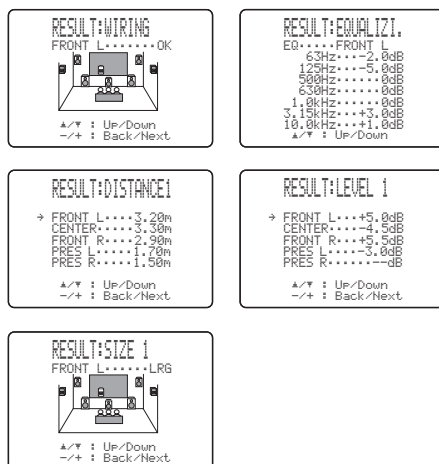 RESULT:WIRING
FRONT L·······OK
▲/▼ : Up/Down
-/+ : Back/Next
RESULT:EQUALIZI.
EQ·····FRONT L
63Hz···-2.0dB
125Hz···-5.0dB
500Hz······0dB
630Hz······0dB
1.0kHz······0dB
3.15kHz···+3.0dB
10.0kHz···+1.0dB
▲/▼ : Up/Down
RESULT:DISTANCE1
→ FRONT L····3.20m
CENTER·····3.30m
FRONT R····2.90m
PRES L·····1.70m
PRES R·····1.50m
▲/▼ : Up/Down
-/+ : Back/Next
RESULT:LEVEL 1
→ FRONT L···+5.0dB
CENTER····-4.5dB
FRONT R···+5.5dB
PRES L····-3.0dB
PRES R······--dB
▲/▼ : Up/Down
-/+ : Back/Next
RESULT:SIZE 1
FRONT L······LRG
▲/▼ : Up/Down
-/+ : Back/Next